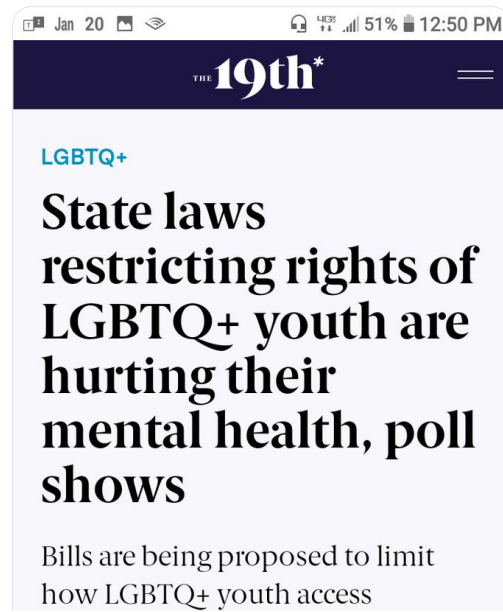 Jan 20 51% 12:50 PM
THE 19th*
LGBTQ+
State laws
restricting rights of
LGBTQ+ youth are
hurting their
mental health, poll
shows
Bills are being proposed to limit
how LGBTQ+ youth access